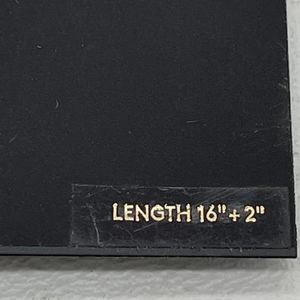 LENGTH 16" + 2"